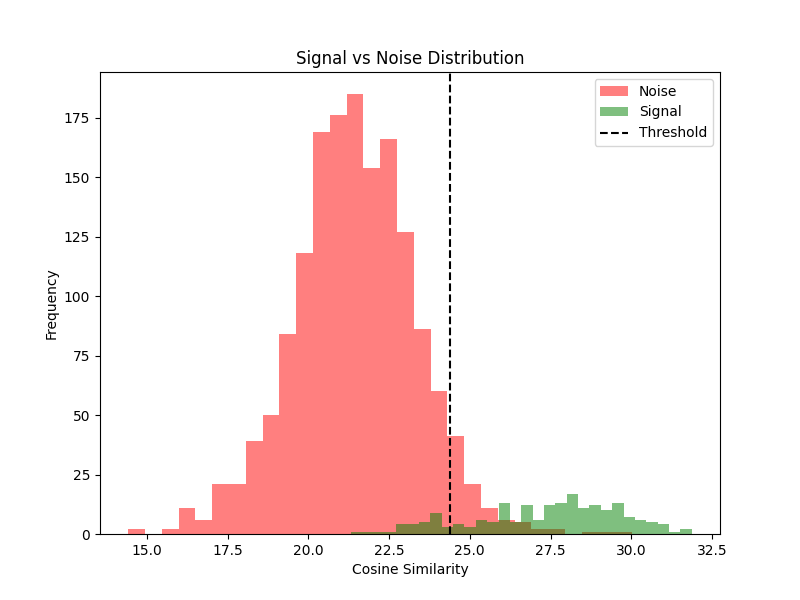 Signal vs Noise Distribution
Noise
Signal
Threshold
Frequency
175
150
125
100
75
50
25
0
15.0 17.5 20.0 22.5 25.0 27.5 30.0 32.5
Cosine Similarity